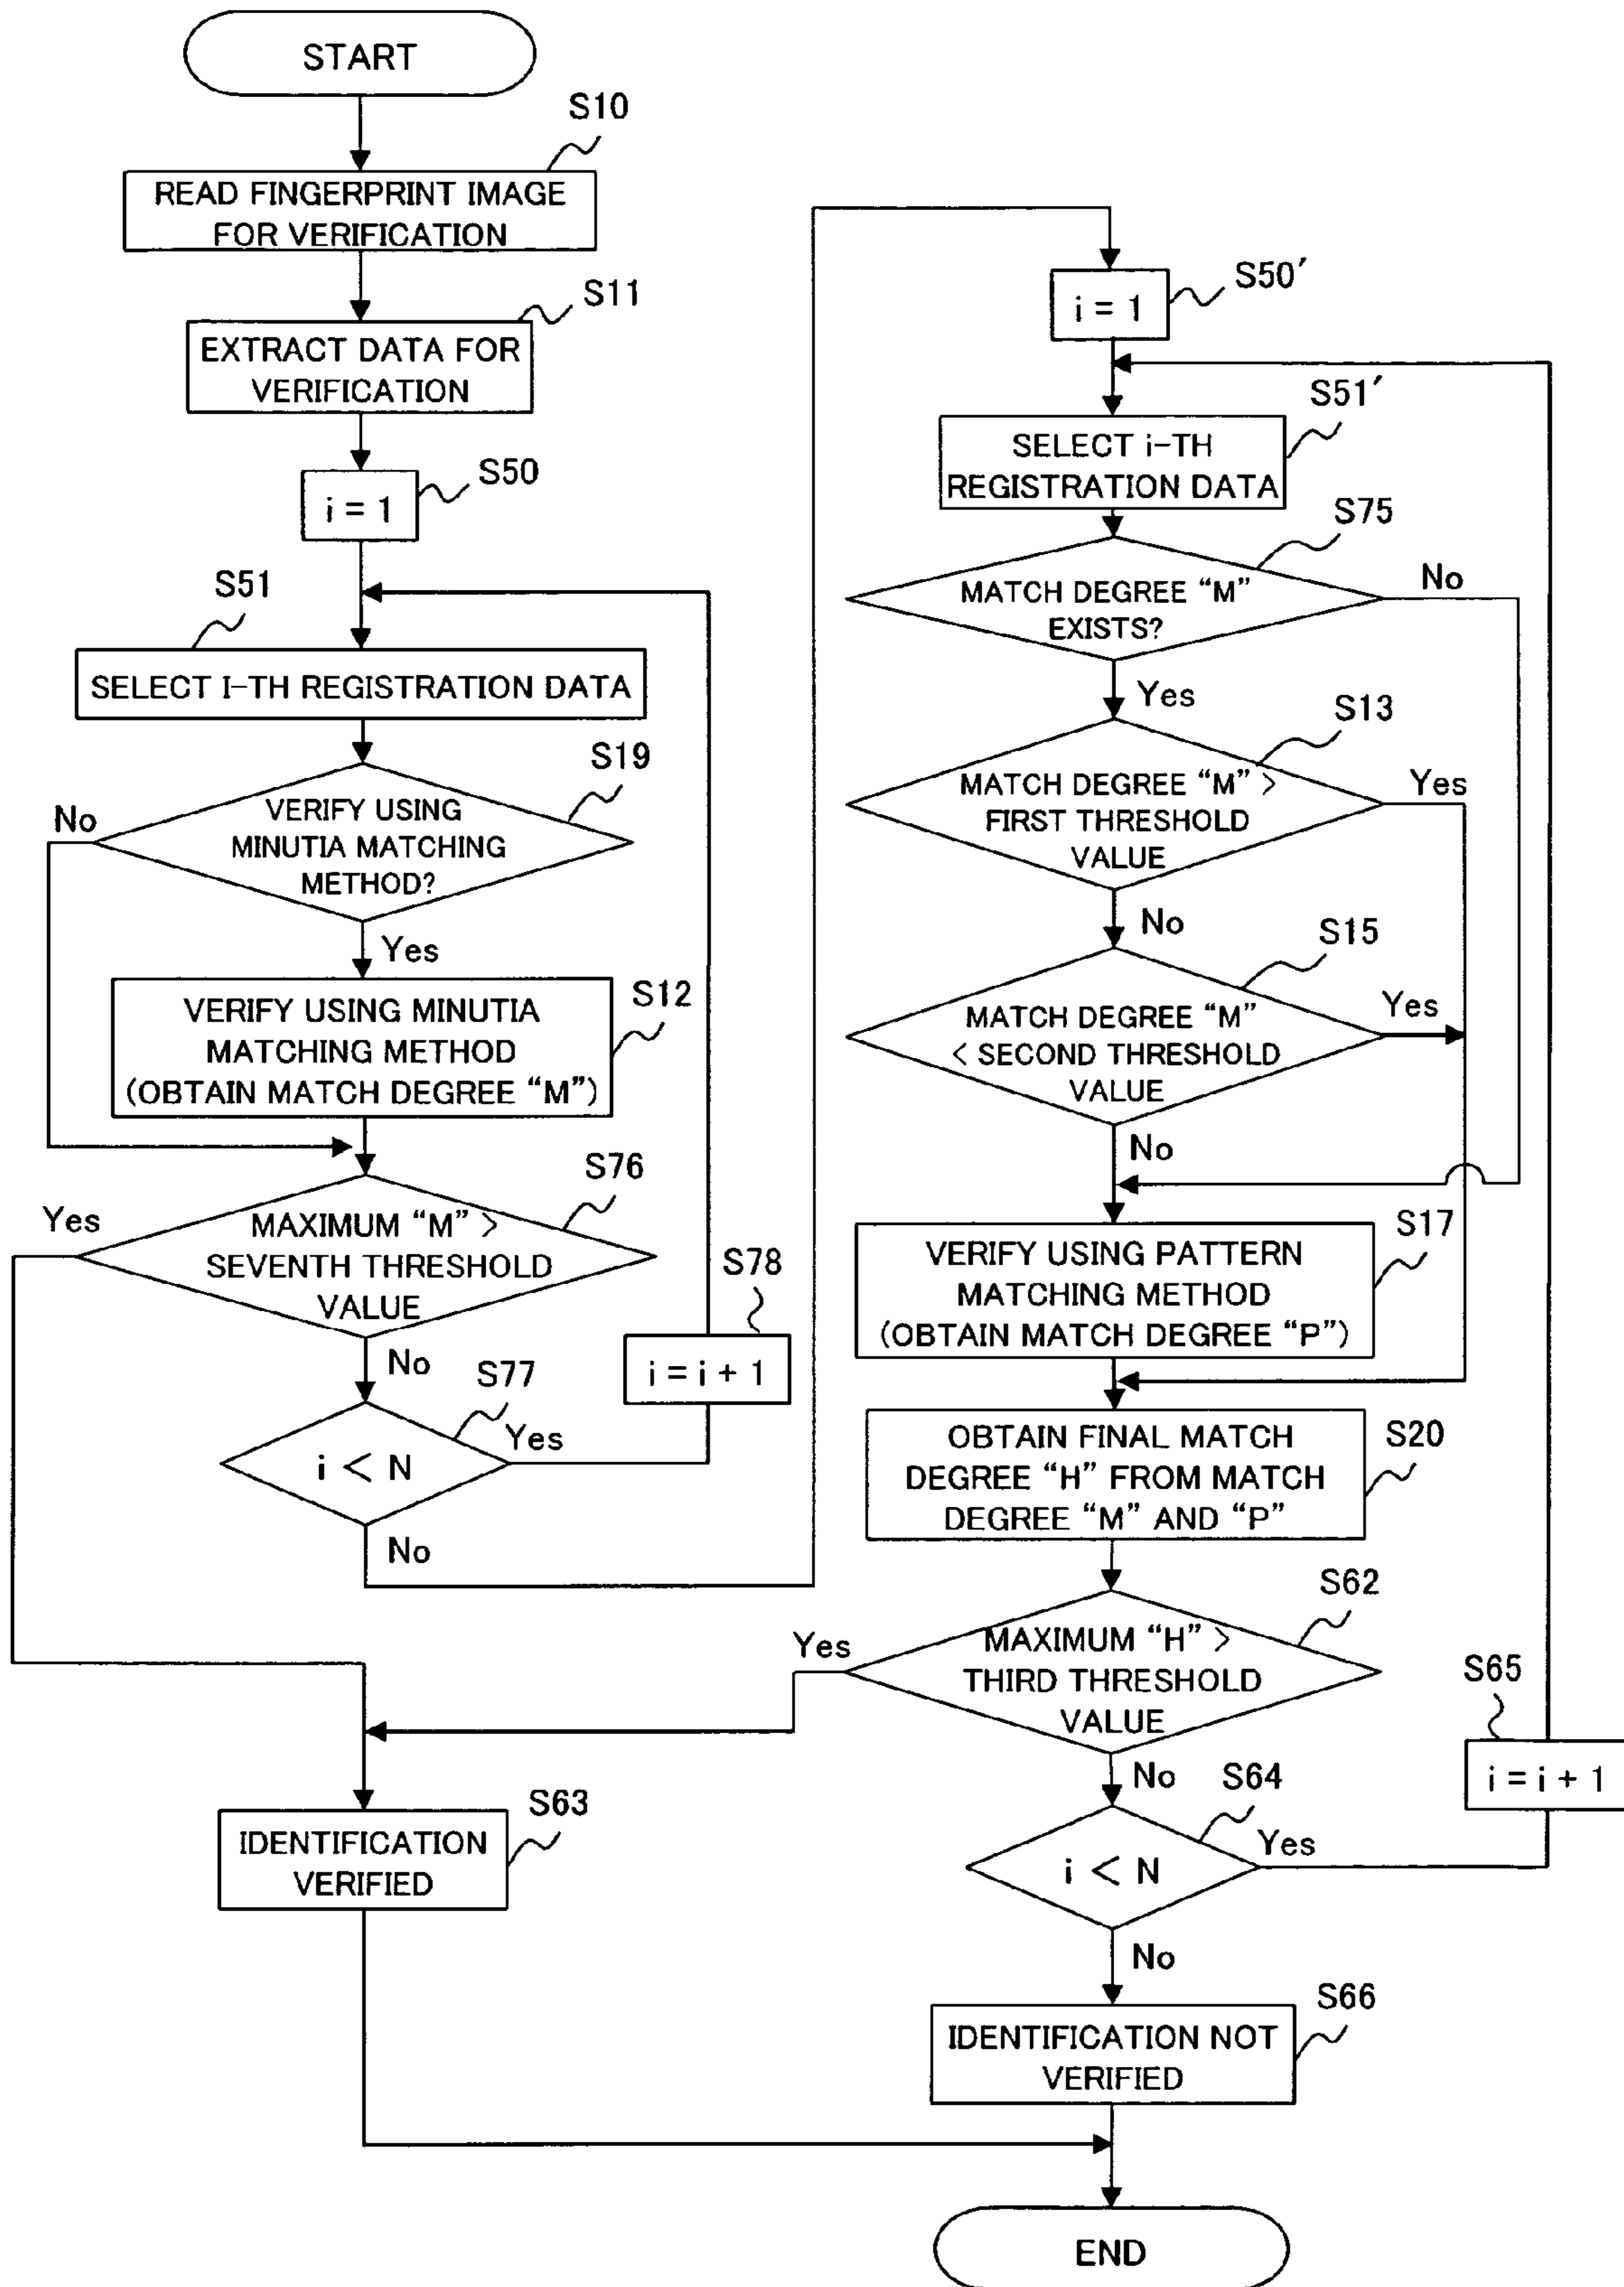 START
S10
READ FINGERPRINT IMAGE
FOR VERIFICATION
S11
EXTRACT DATA FOR
VERIFICATION
S50
i = 1
S51
SELECT I-TH REGISTRATION DATA
S19
No
VERIFY USING
MINUTIA MATCHING
METHOD?
Yes
S12
VERIFY USING MINUTIA
MATCHING METHOD
(OBTAIN MATCH DEGREE “M”)
S76
Yes
MAXIMUM “M” >
SEVENTH THRESHOLD
VALUE
S78
i = i + 1
No
S77
i < N
Yes
No
S63
IDENTIFICATION
VERIFIED
S50′
i = 1
S51′
SELECT i-TH
REGISTRATION DATA
S75
MATCH DEGREE “M”
EXISTS?
No
Yes
S13
MATCH DEGREE “M” >
FIRST THRESHOLD
VALUE
Yes
No
S15
MATCH DEGREE “M”
< SECOND THRESHOLD
VALUE
Yes
No
S17
VERIFY USING PATTERN
MATCHING METHOD
(OBTAIN MATCH DEGREE “P”)
S20
OBTAIN FINAL MATCH
DEGREE “H” FROM MATCH
DEGREE “M” AND “P”
S62
Yes
MAXIMUM “H” >
THIRD THRESHOLD
VALUE
S65
i = i + 1
No
S64
i < N
Yes
No
S66
IDENTIFICATION NOT
VERIFIED
END